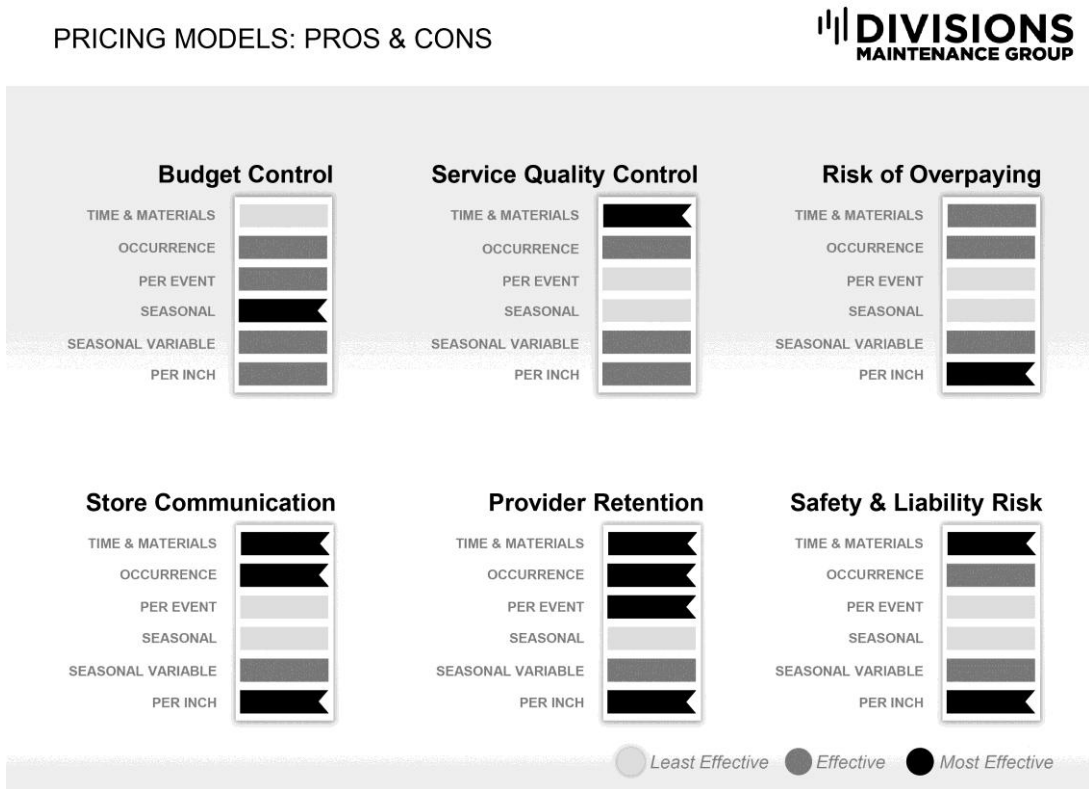 PRICING MODELS: PROS & CONS
DIVISIONS
MAINTENANCE GROUP
Budget Control
TIME & MATERIALS
OCCURRENCE
PER EVENT
SEASONAL
SEASONAL VARIABLE
PER INCH
Service Quality Control
TIME & MATERIALS
OCCURRENCE
PER EVENT
SEASONAL
SEASONAL VARIABLE
PER INCH
Risk of Overpaying
TIME & MATERIALS
OCCURRENCE
PER EVENT
SEASONAL
SEASONAL VARIABLE
PER INCH
Store Communication
TIME & MATERIALS
OCCURRENCE
PER EVENT
SEASONAL
SEASONAL VARIABLE
PER INCH
Provider Retention
TIME & MATERIALS
OCCURRENCE
PER EVENT
SEASONAL
SEASONAL VARIABLE
PER INCH
Safety & Liability Risk
TIME & MATERIALS
OCCURRENCE
PER EVENT
SEASONAL
SEASONAL VARIABLE
PER INCH
Least Effective Effective Most Effective